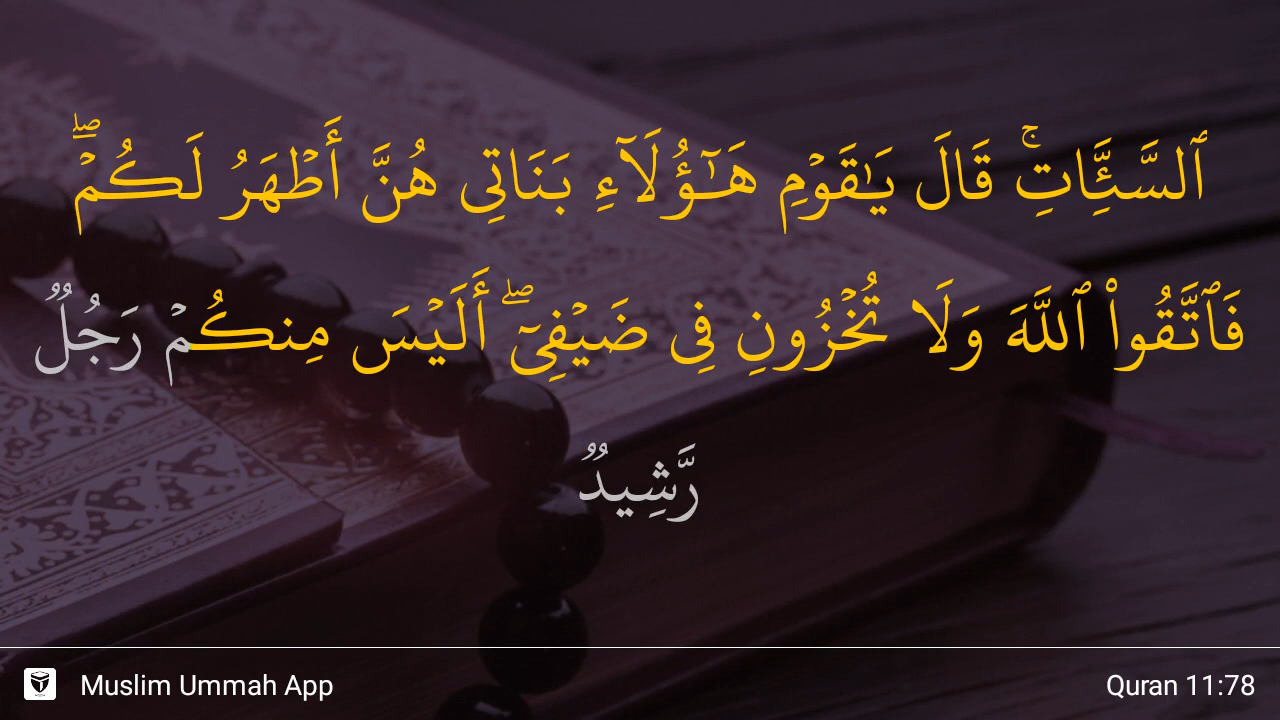 ٱلسَّيِّـَٔاتِۚ قَالَ يَـٰقَوۡمِ هَـٰٓؤُلَآءِ بَنَاتِى هُنَّ أَطۡهَرُ لَكُمۡۖ
فَٱتَّقُواْ ٱللَّهَ وَلَا تُخۡزُونِ فِى ضَيۡفِىٓۖ أَلَيۡسَ مِنكُمۡ رَجُلٌ
رَّشِيدٌ
Muslim Ummah App
Quran 11:78